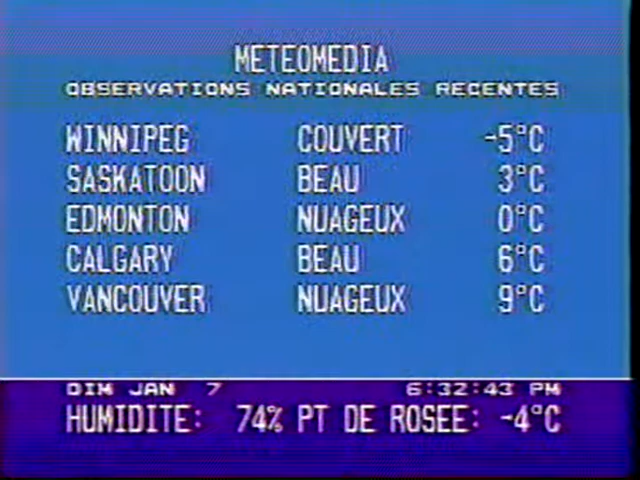 METEOMEDIA
OBSERVATIONS NATIONALES RECENTES
WINNIPEG COUVERT -5°C
SASKATOON BEAU 3°C
EDMONTON NUAGEUX 0°C
CALGARY BEAU 6°C
VANCOUVER NUAGEUX 9°C
DIM JAN 7 6:32:43 PM
HUMIDITE: 74% PT DE ROSEE: -4°C